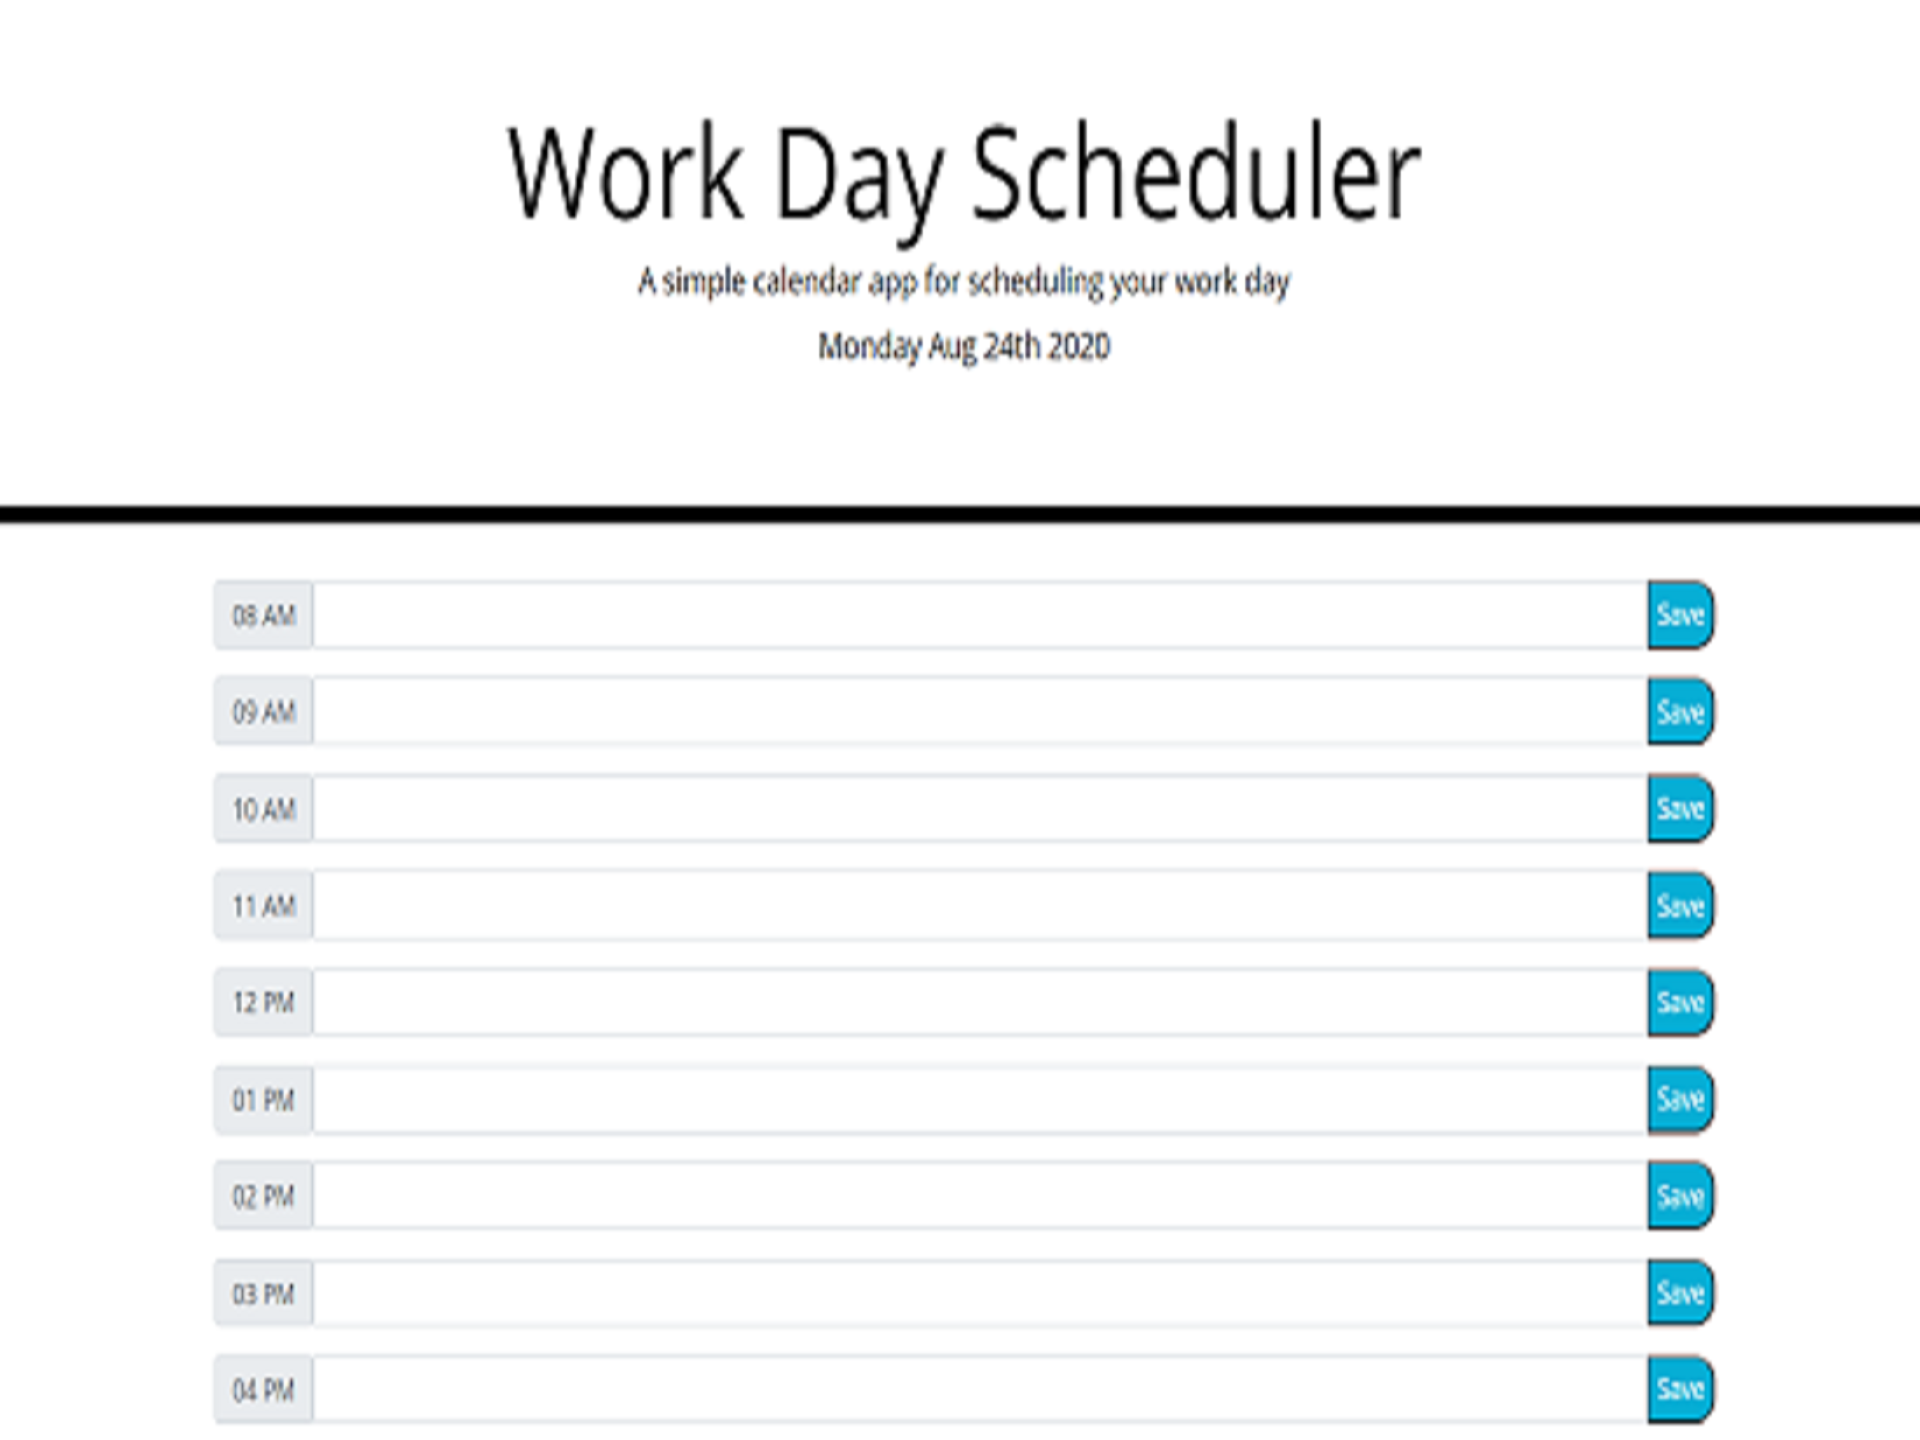 Work Day Scheduler
A simple calendar app for scheduling your work day
Monday Aug 24th 2020
08 AM Save
09 AM Save
10 AM Save
11 AM Save
12 PM Save
01 PM Save
02 PM Save
03 PM Save
04 PM Save